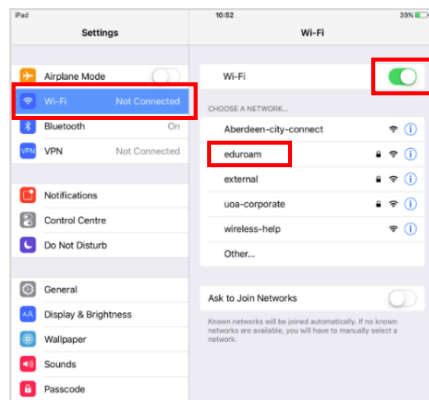 iPad
10:52
39%
Settings
Wi-Fi
Airplane Mode
Wi-Fi Not Connected
Bluetooth On
VPN VPN Not Connected
Notifications
Control Centre
Do Not Disturb
General
AA Display & Brightness
Wallpaper
Sounds
Passcode
Wi-Fi
CHOOSE A NETWORK...
Aberdeen-city-connect
eduroam
external
uoa-corporate
wireless-help
Other...
Ask to Join Networks
Known networks will be joined automatically. If no known
networks are available, you will have to manually select a
network.